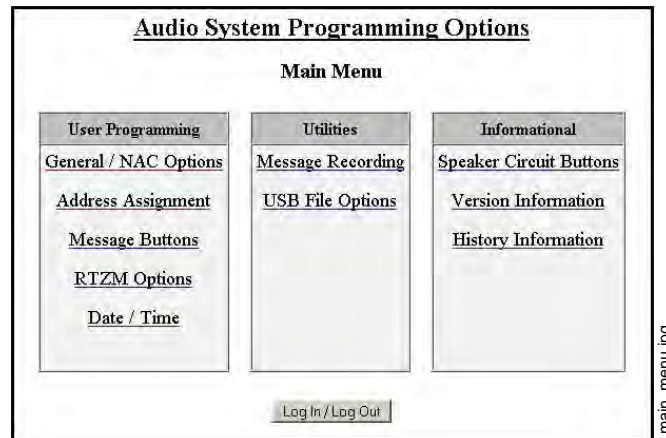 Audio System Programming Options
Main Menu
User Programming
General / NAC Options
Address Assignment
Message Buttons
RTZM Options
Date / Time
Utilities
Message Recording
USB File Options
Informational
Speaker Circuit Buttons
Version Information
History Information
Log In / Log Out
main_menu.jpg